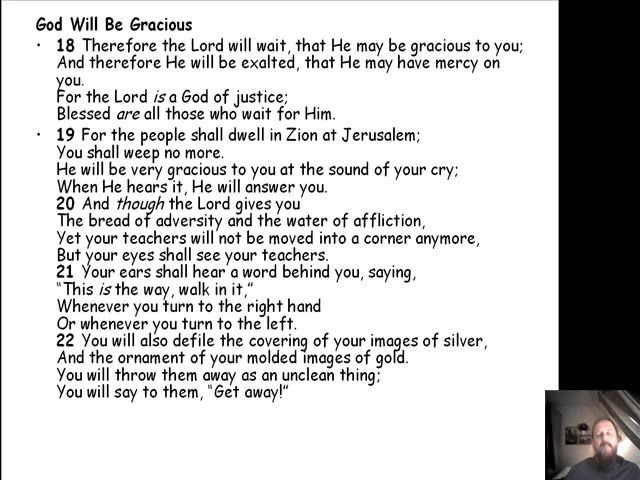 God Will Be Gracious
• 18 Therefore the Lord will wait, that He may be gracious to you;
And therefore He will be exalted, that He may have mercy on
you.
For the Lord is a God of justice;
Blessed are all those who wait for Him.
• 19 For the people shall dwell in Zion at Jerusalem;
You shall weep no more.
He will be very gracious to you at the sound of your cry;
When He hears it, He will answer you.
20 And though the Lord gives you
The bread of adversity and the water of affliction,
Yet your teachers will not be moved into a corner anymore,
But your eyes shall see your teachers.
21 Your ears shall hear a word behind you, saying,
“This is the way, walk in it,”
Whenever you turn to the right hand
Or whenever you turn to the left.
22 You will also defile the covering of your images of silver,
And the ornament of your molded images of gold.
You will throw them away as an unclean thing;
You will say to them, “Get away!”